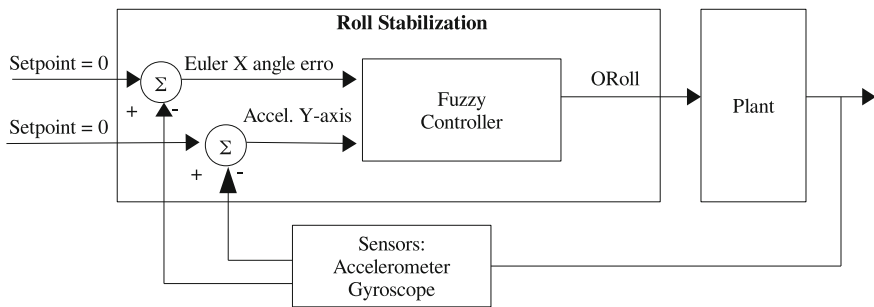 Roll Stabilization
Setpoint = 0
Σ
Euler X angle erro
+
-
Setpoint = 0
Σ
Accel. Y-axis
+
-
Fuzzy
Controller
ORoll
Plant
Sensors:
Accelerometer
Gyroscope